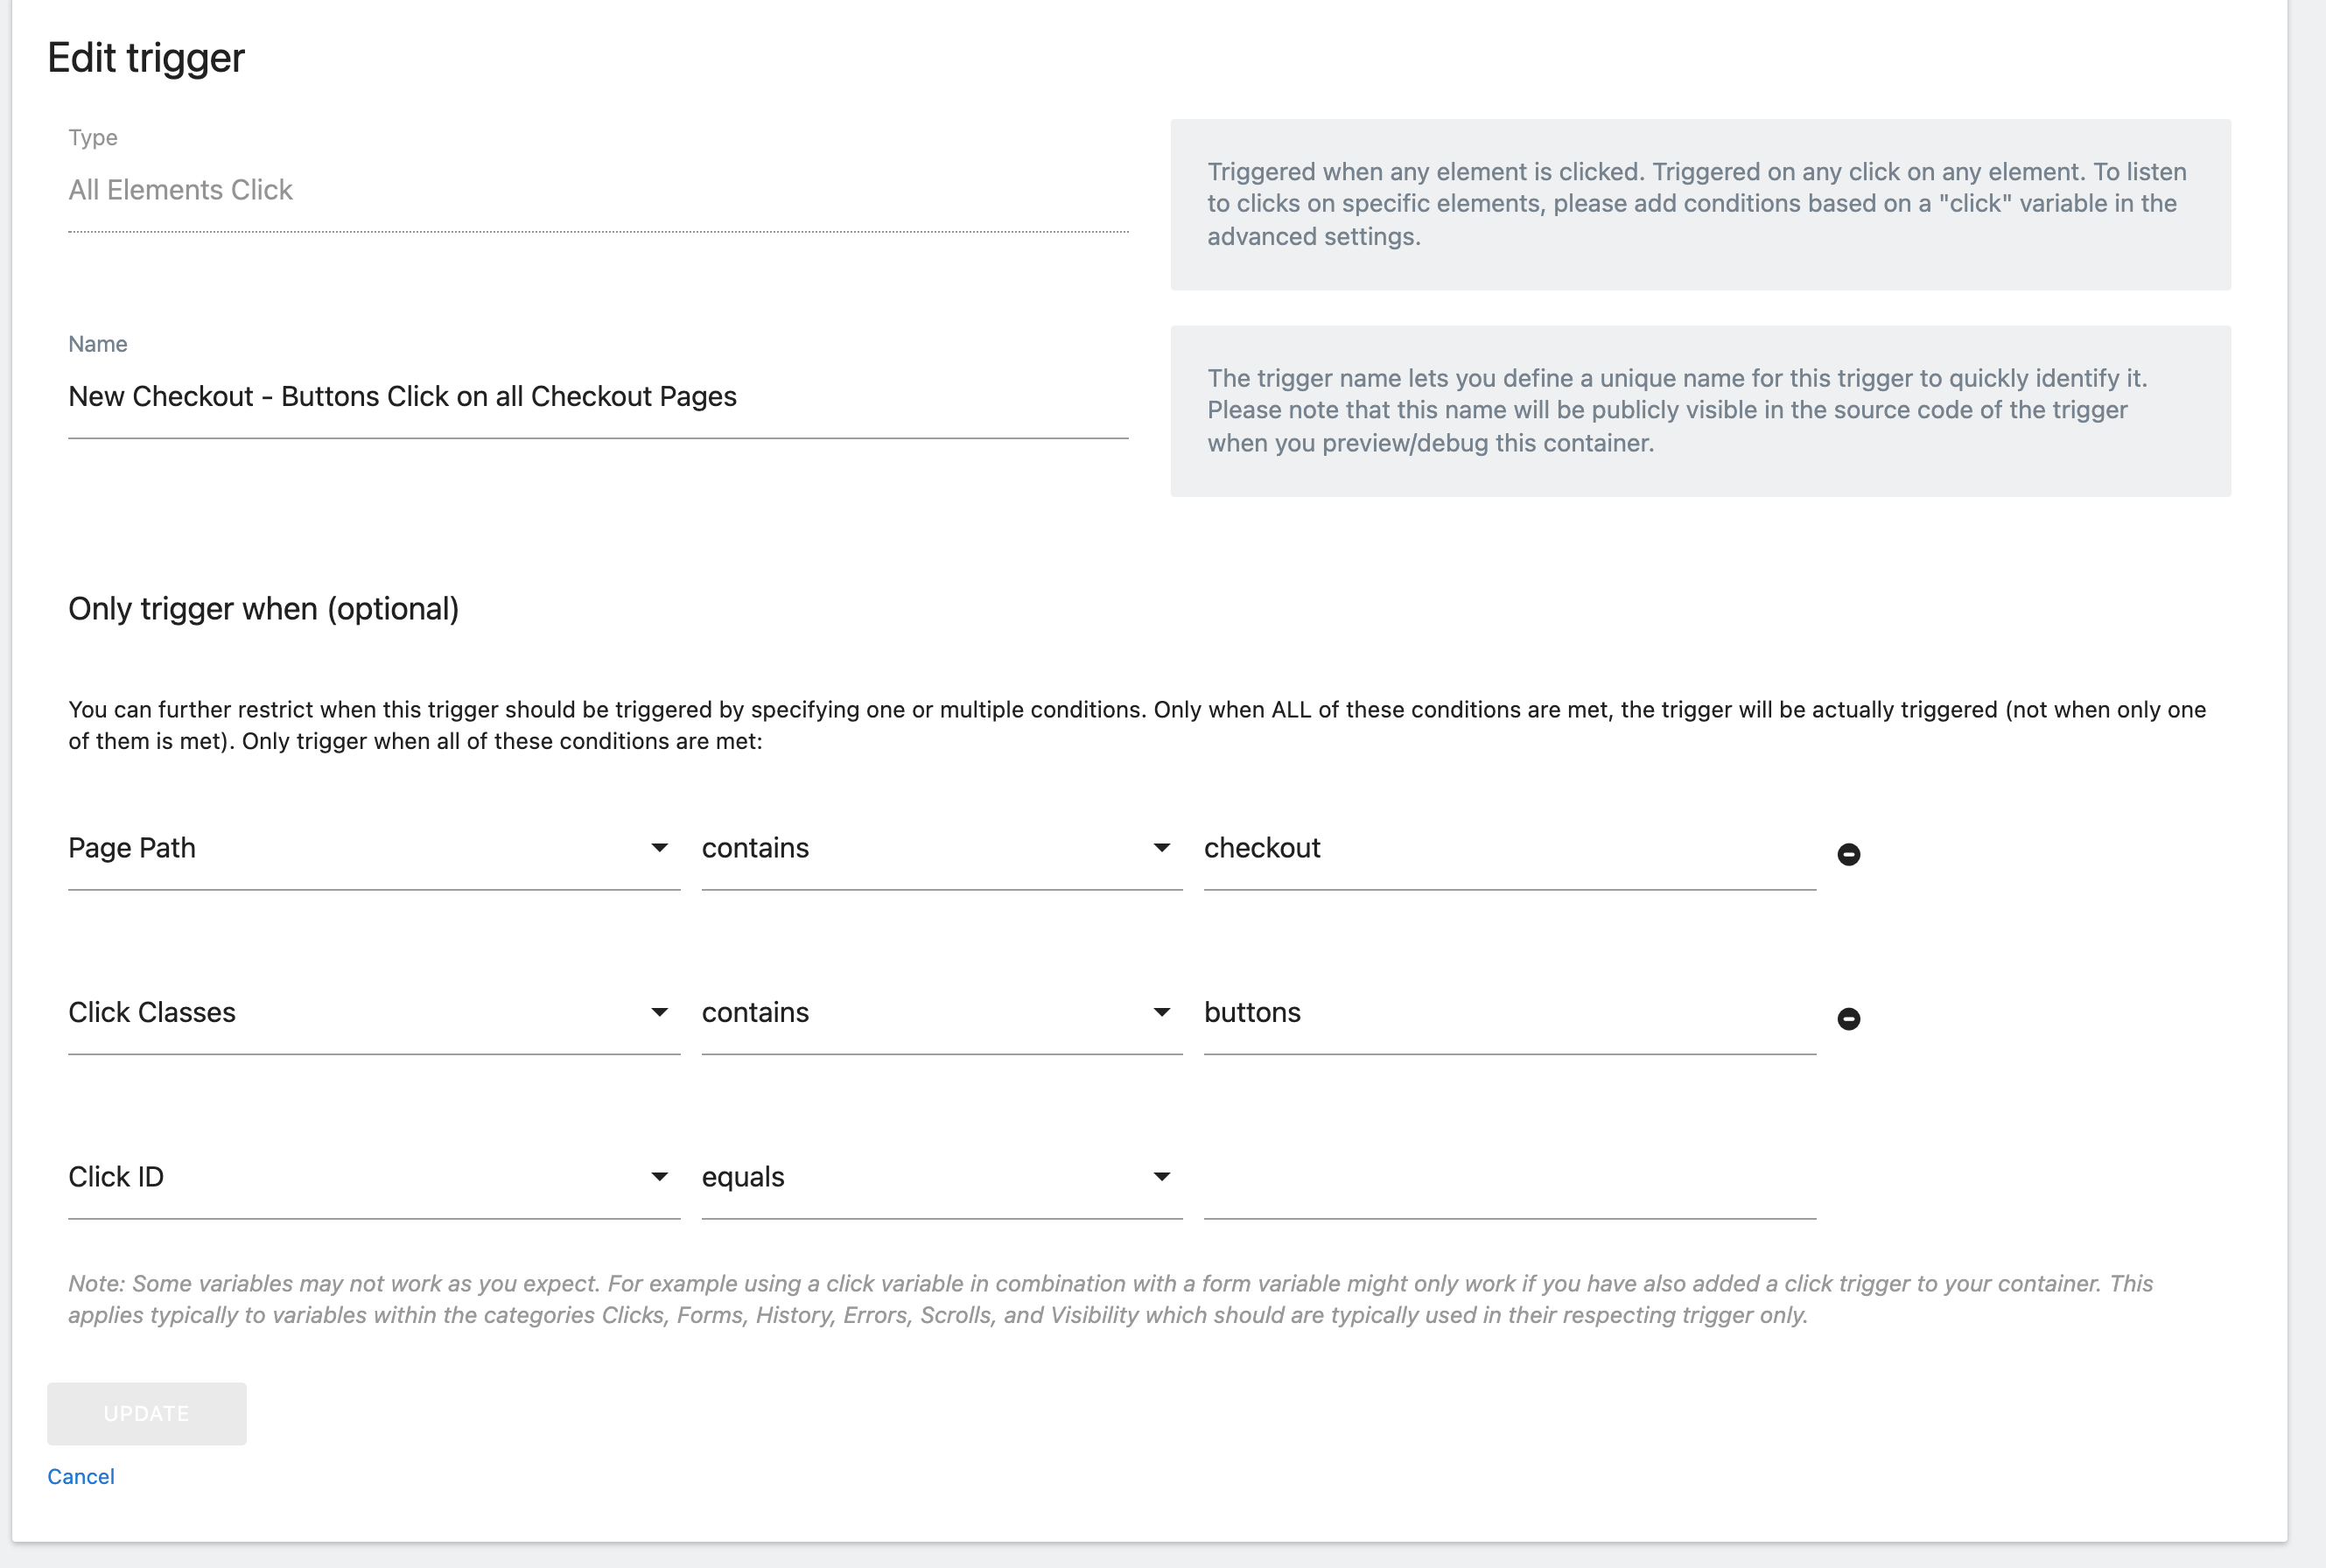 Edit trigger
Type
All Elements Click
Triggered when any element is clicked. Triggered on any click on any element. To listen
to clicks on specific elements, please add conditions based on a "click" variable in the
advanced settings.
Name
New Checkout - Buttons Click on all Checkout Pages
The trigger name lets you define a unique name for this trigger to quickly identify it.
Please note that this name will be publicly visible in the source code of the trigger
when you preview/debug this container.
Only trigger when (optional)
You can further restrict when this trigger should be triggered by specifying one or multiple conditions. Only when ALL of these conditions are met, the trigger will be actually triggered (not when only one
of them is met). Only trigger when all of these conditions are met:
Page Path contains checkout
Click Classes contains buttons
Click ID equals
Note: Some variables may not work as you expect. For example using a click variable in combination with a form variable might only work if you have also added a click trigger to your container. This
applies typically to variables within the categories Clicks, Forms, History, Errors, Scrolls, and Visibility which should are typically used in their respecting trigger only.
UPDATE
Cancel